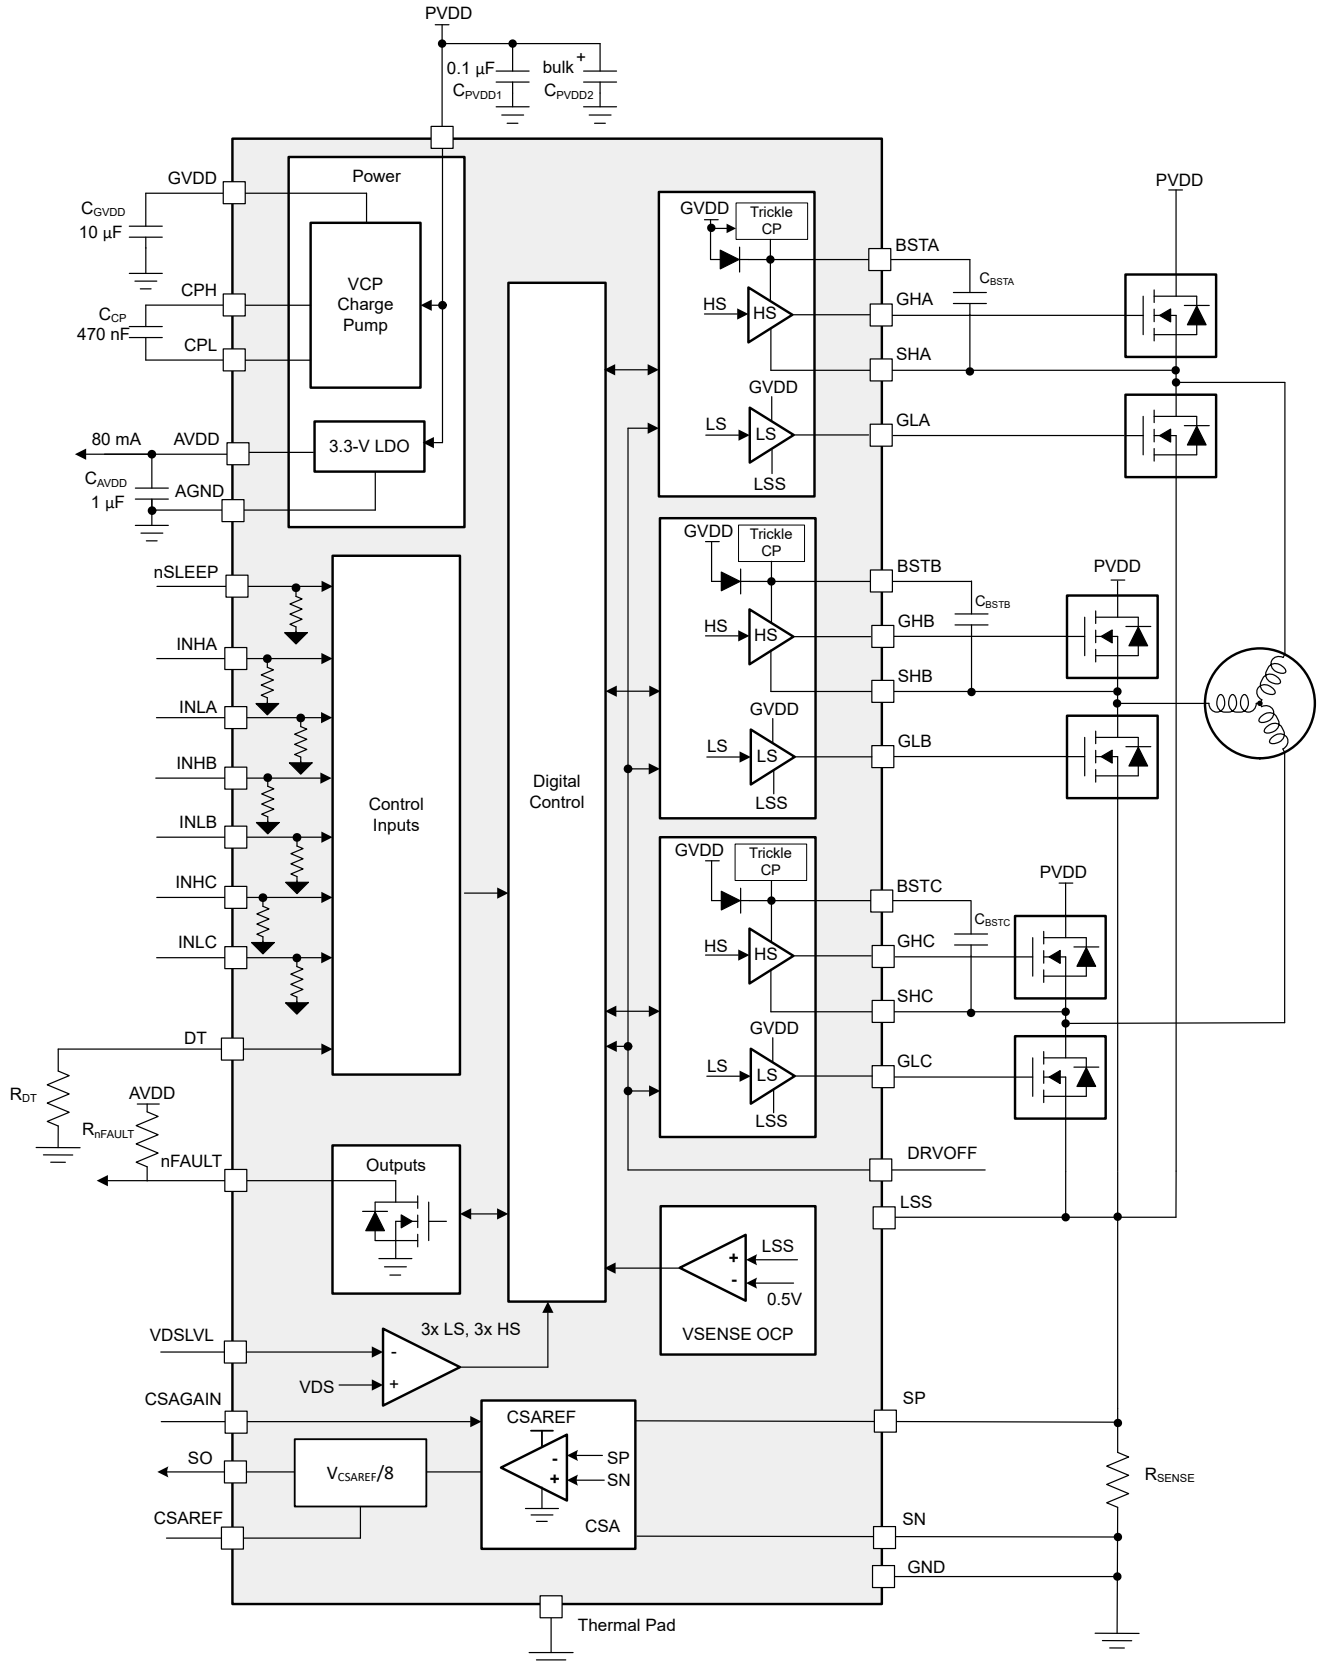 PVDD
0.1 µF
CPVDD1
bulk
+
CPVDD2
Power
GVDD
CGVDD
10 µF
CPH
CCP
470 nF
CPL
VCP
Charge
Pump
80 mA
AVDD
3.3-V LDO
CAVDD
1 µF
AGND
nSLEEP
INHA
INLA
INHB
INLB
INHC
INLC
DT
RDT
AVDD
RnFAULT
nFAULT
Control
Inputs
Outputs
Digital
Control
GVDD
Trickle
CP
HS
HS
GVDD
LS
LS
LSS
BSTA
CBSTA
GHA
SHA
GLA
PVDD
GVDD
Trickle
CP
HS
HS
GVDD
LS
LS
LSS
BSTB
CBSTB
GHB
SHB
GLB
PVDD
GVDD
Trickle
CP
HS
HS
GVDD
LS
LS
LSS
BSTC
CBSTC
GHC
SHC
GLC
PVDD
DRVOFF
LSS
+
LSS
-
0.5V
VSENSE OCP
VDSLVL
3x LS, 3x HS
-
VDS
+
CSAGAIN
SO
VCSAREF/8
CSAREF
CSAREF
-
SP
+
SN
CSA
SP
RSENSE
SN
GND
Thermal Pad